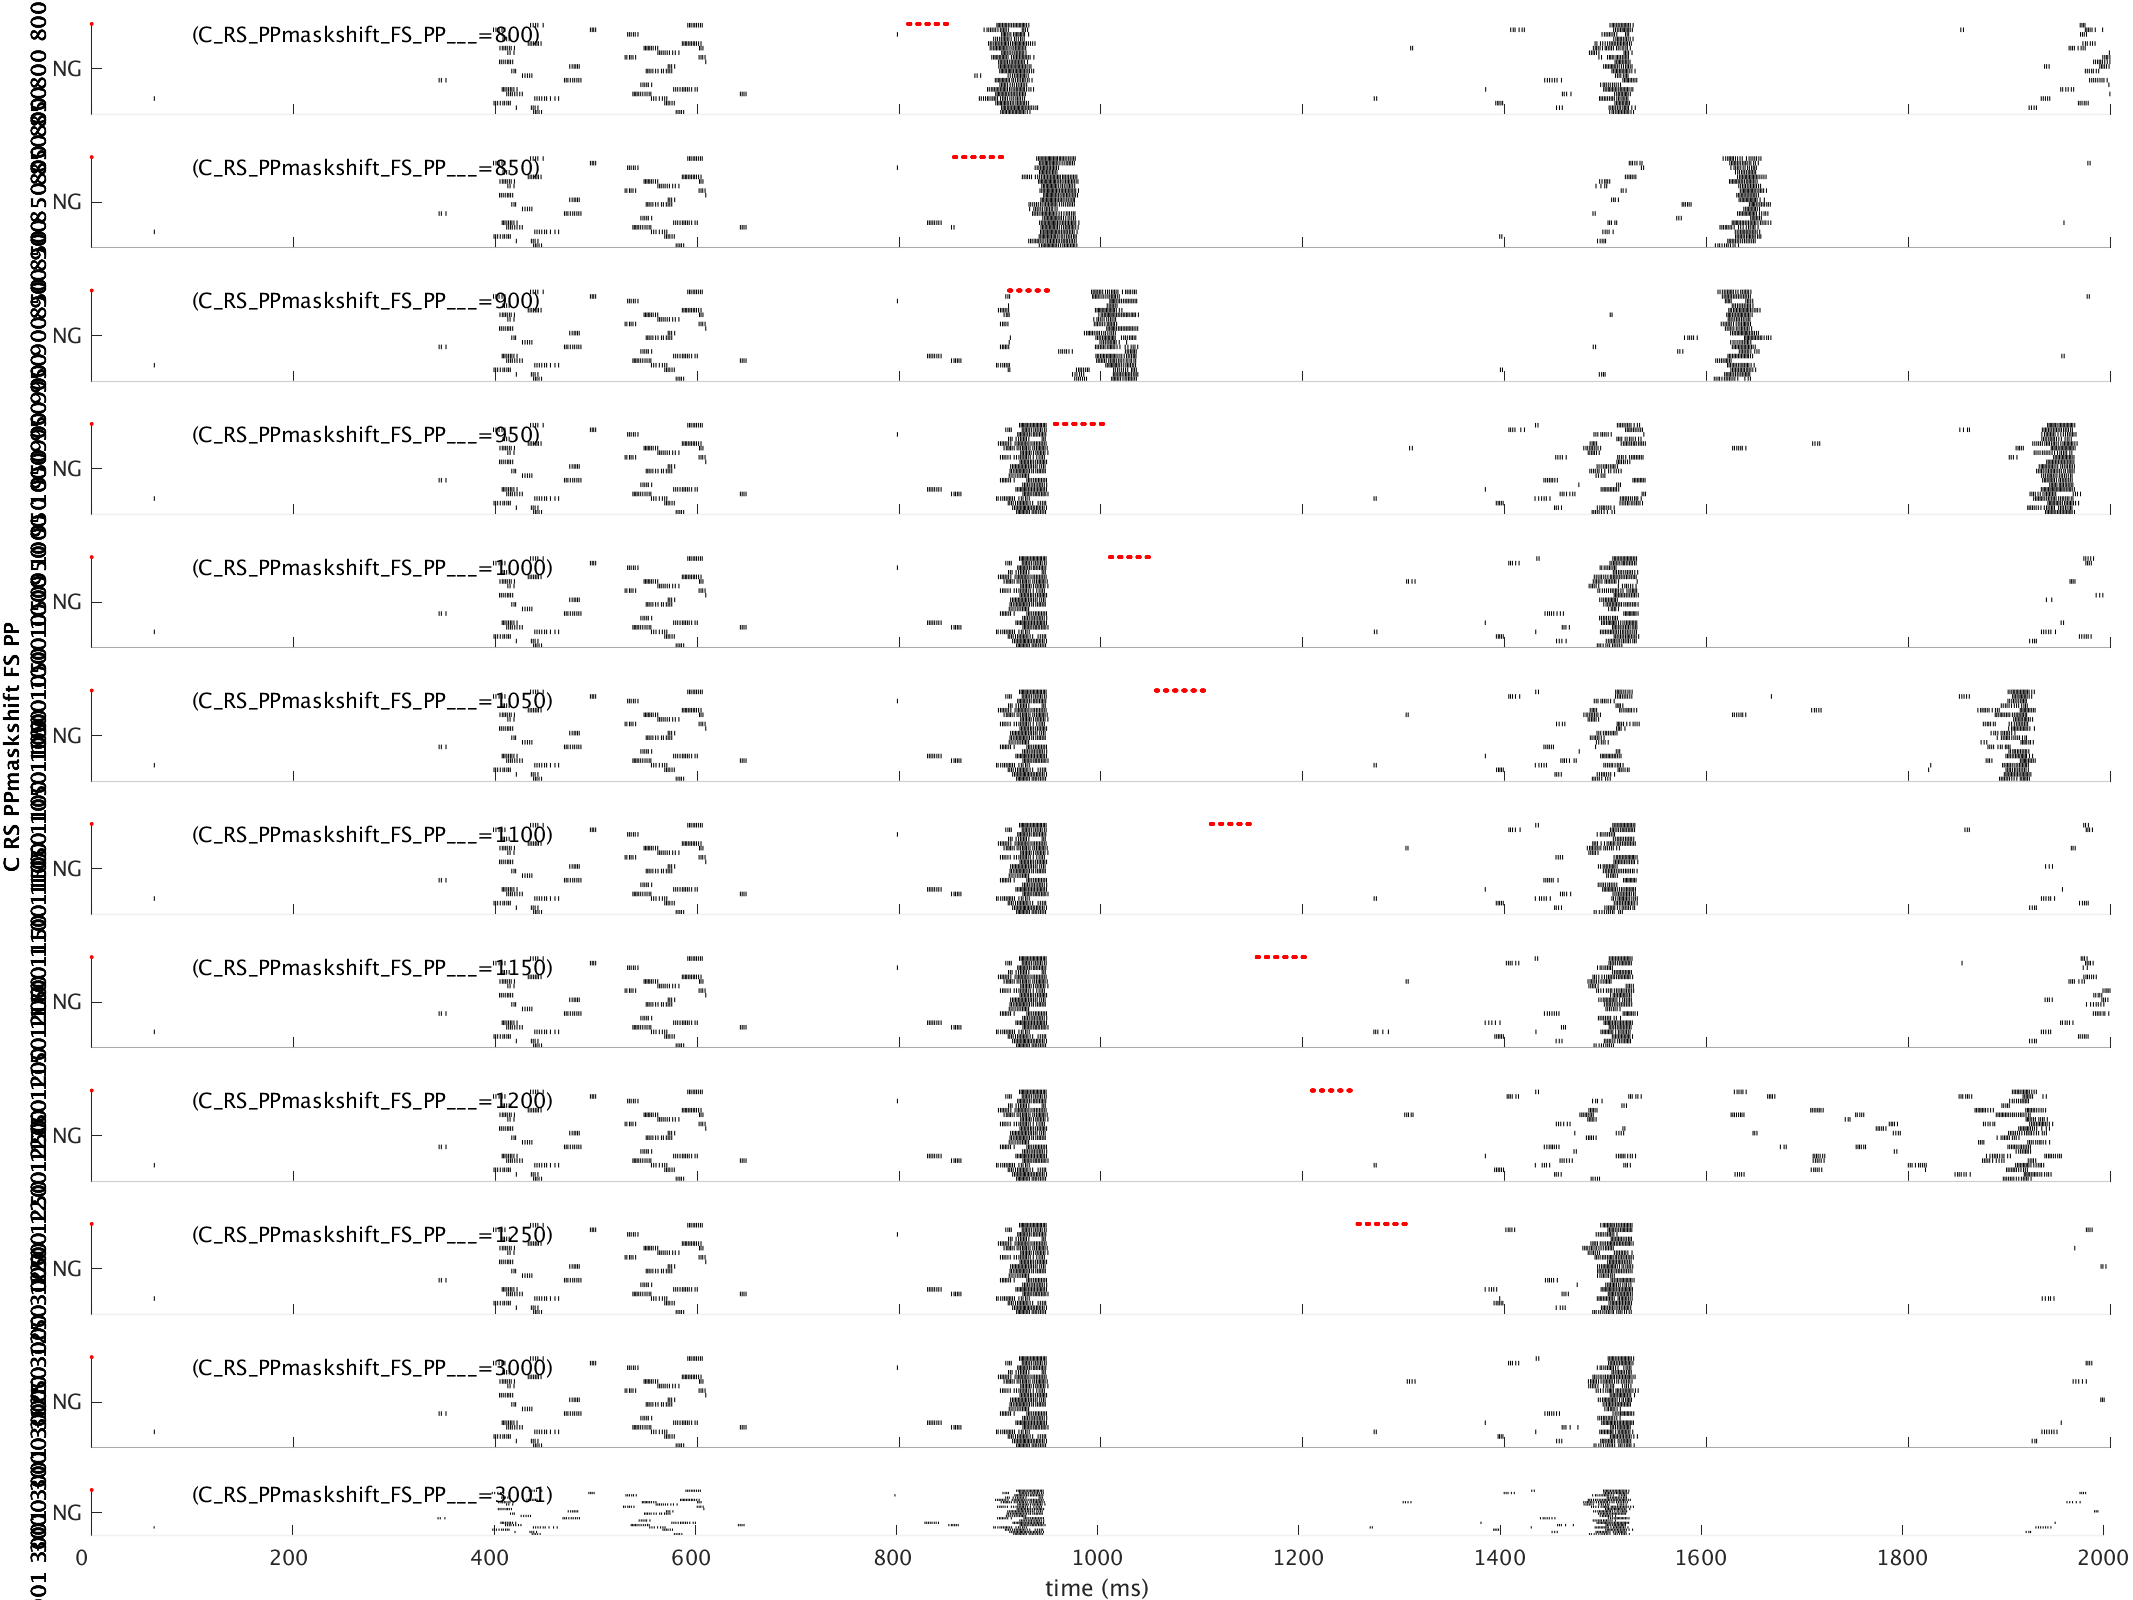 (C_RS_PPmaskshift_FS_PP___=800)
NG
(C_RS_PPmaskshift_FS_PP___=850)
NG
(C_RS_PPmaskshift_FS_PP___=900)
NG
(C_RS_PPmaskshift_FS_PP___=950)
NG
(C_RS_PPmaskshift_FS_PP___=1000)
NG
(C_RS_PPmaskshift_FS_PP___=1050)
NG
(C_RS_PPmaskshift_FS_PP___=1100)
NG
(C_RS_PPmaskshift_FS_PP___=1150)
NG
(C_RS_PPmaskshift_FS_PP___=1200)
NG
(C_RS_PPmaskshift_FS_PP___=1250)
NG
(C_RS_PPmaskshift_FS_PP___=3000)
NG
(C_RS_PPmaskshift_FS_PP___=3001)
NG
0 200 400 600 800 1000 1200 1400 1600 1800 2000
time (ms)
C RS PPmaskshift FS PP